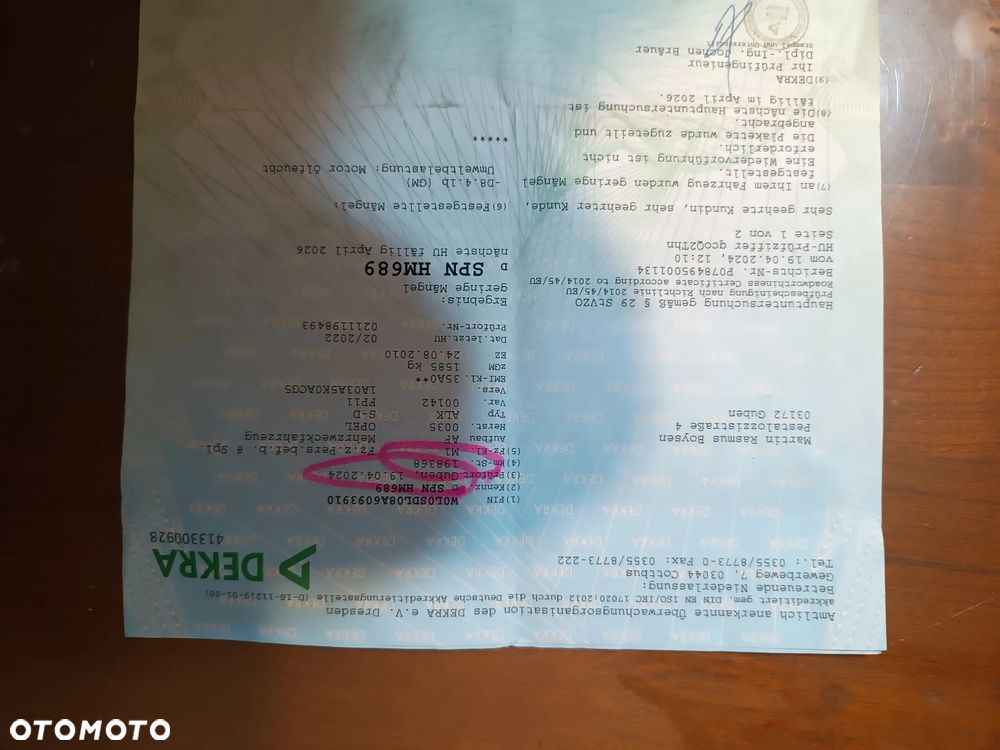 Amtlich anerkannte Überwachungsorganisation des DEKRA e.V. Dresden
akkreditiert gem. DIN EN ISO/IEC 17020:2012 durch die Deutsche Akkreditierungsstelle (D-IS-11219-01-00)
Betreuende Niederlassung:
Gewerbeweg 7, 03044 Cottbus
Tel.: 0355/8773-0 Fax: 0355/8773-222
DEKRA
413300928
Martin Rasmus Boysen
Pestalozzistraße 4
03172 Guben
(1)FIN W0L0SDL08A6093910
(2)Kennz D SPN HM689
(3)Prüfort Guben, 19.04.2024
(4)km-St. 198368
(5)Fz-Kl. M1 Fz.z.Pers.bef.b.b. 8 Spl.
Aufbau AF Mehrzweckfahrzeug
Herst. 0035 OPEL
Typ ALK S-D
Var. 00142 FP11
Vers. 1A03A5K0ACG5
EMI-Kl. 35A0**
zGM 1585 kg
EZ 24.08.2010
Dat.letzt.HU 02/2022
Prüfort-Nr. 0211198493
Hauptuntersuchung gemäß § 29 StVZO
Prüfbescheinigung nach Richtlinie 2014/45/EU
Roadworthiness Certificate according to 2014/45/EU
Berichts-Nr. P078495001134
vom 19.04.2024, 12:10
HU-Prüfziffer qcoQ2Thn
Seite 1 von 2
Ergebnis:
geringe Mängel
D SPN HM689
nächste HU fällig April 2026
Sehr geehrte Kundin, sehr geehrter Kunde,
(7)an Ihrem Fahrzeug wurden geringe Mängel
festgestellt.
Eine Wiedervorführung ist nicht
erforderlich.
Die Plakette wurde zugeteilt und
angebracht.
(8)Die nächste Hauptuntersuchung ist
fällig im April 2026.
(6)Festgestellte Mängel:
-D8.4.1b (GM)
Umweltbelastung: Motor ölfeucht
*****
(9)DEKRA
Ihr Prüfingenieur
Dipl.-Ing. Jochen Bräuer
Stempel und Unterschrift
OTOMOTO